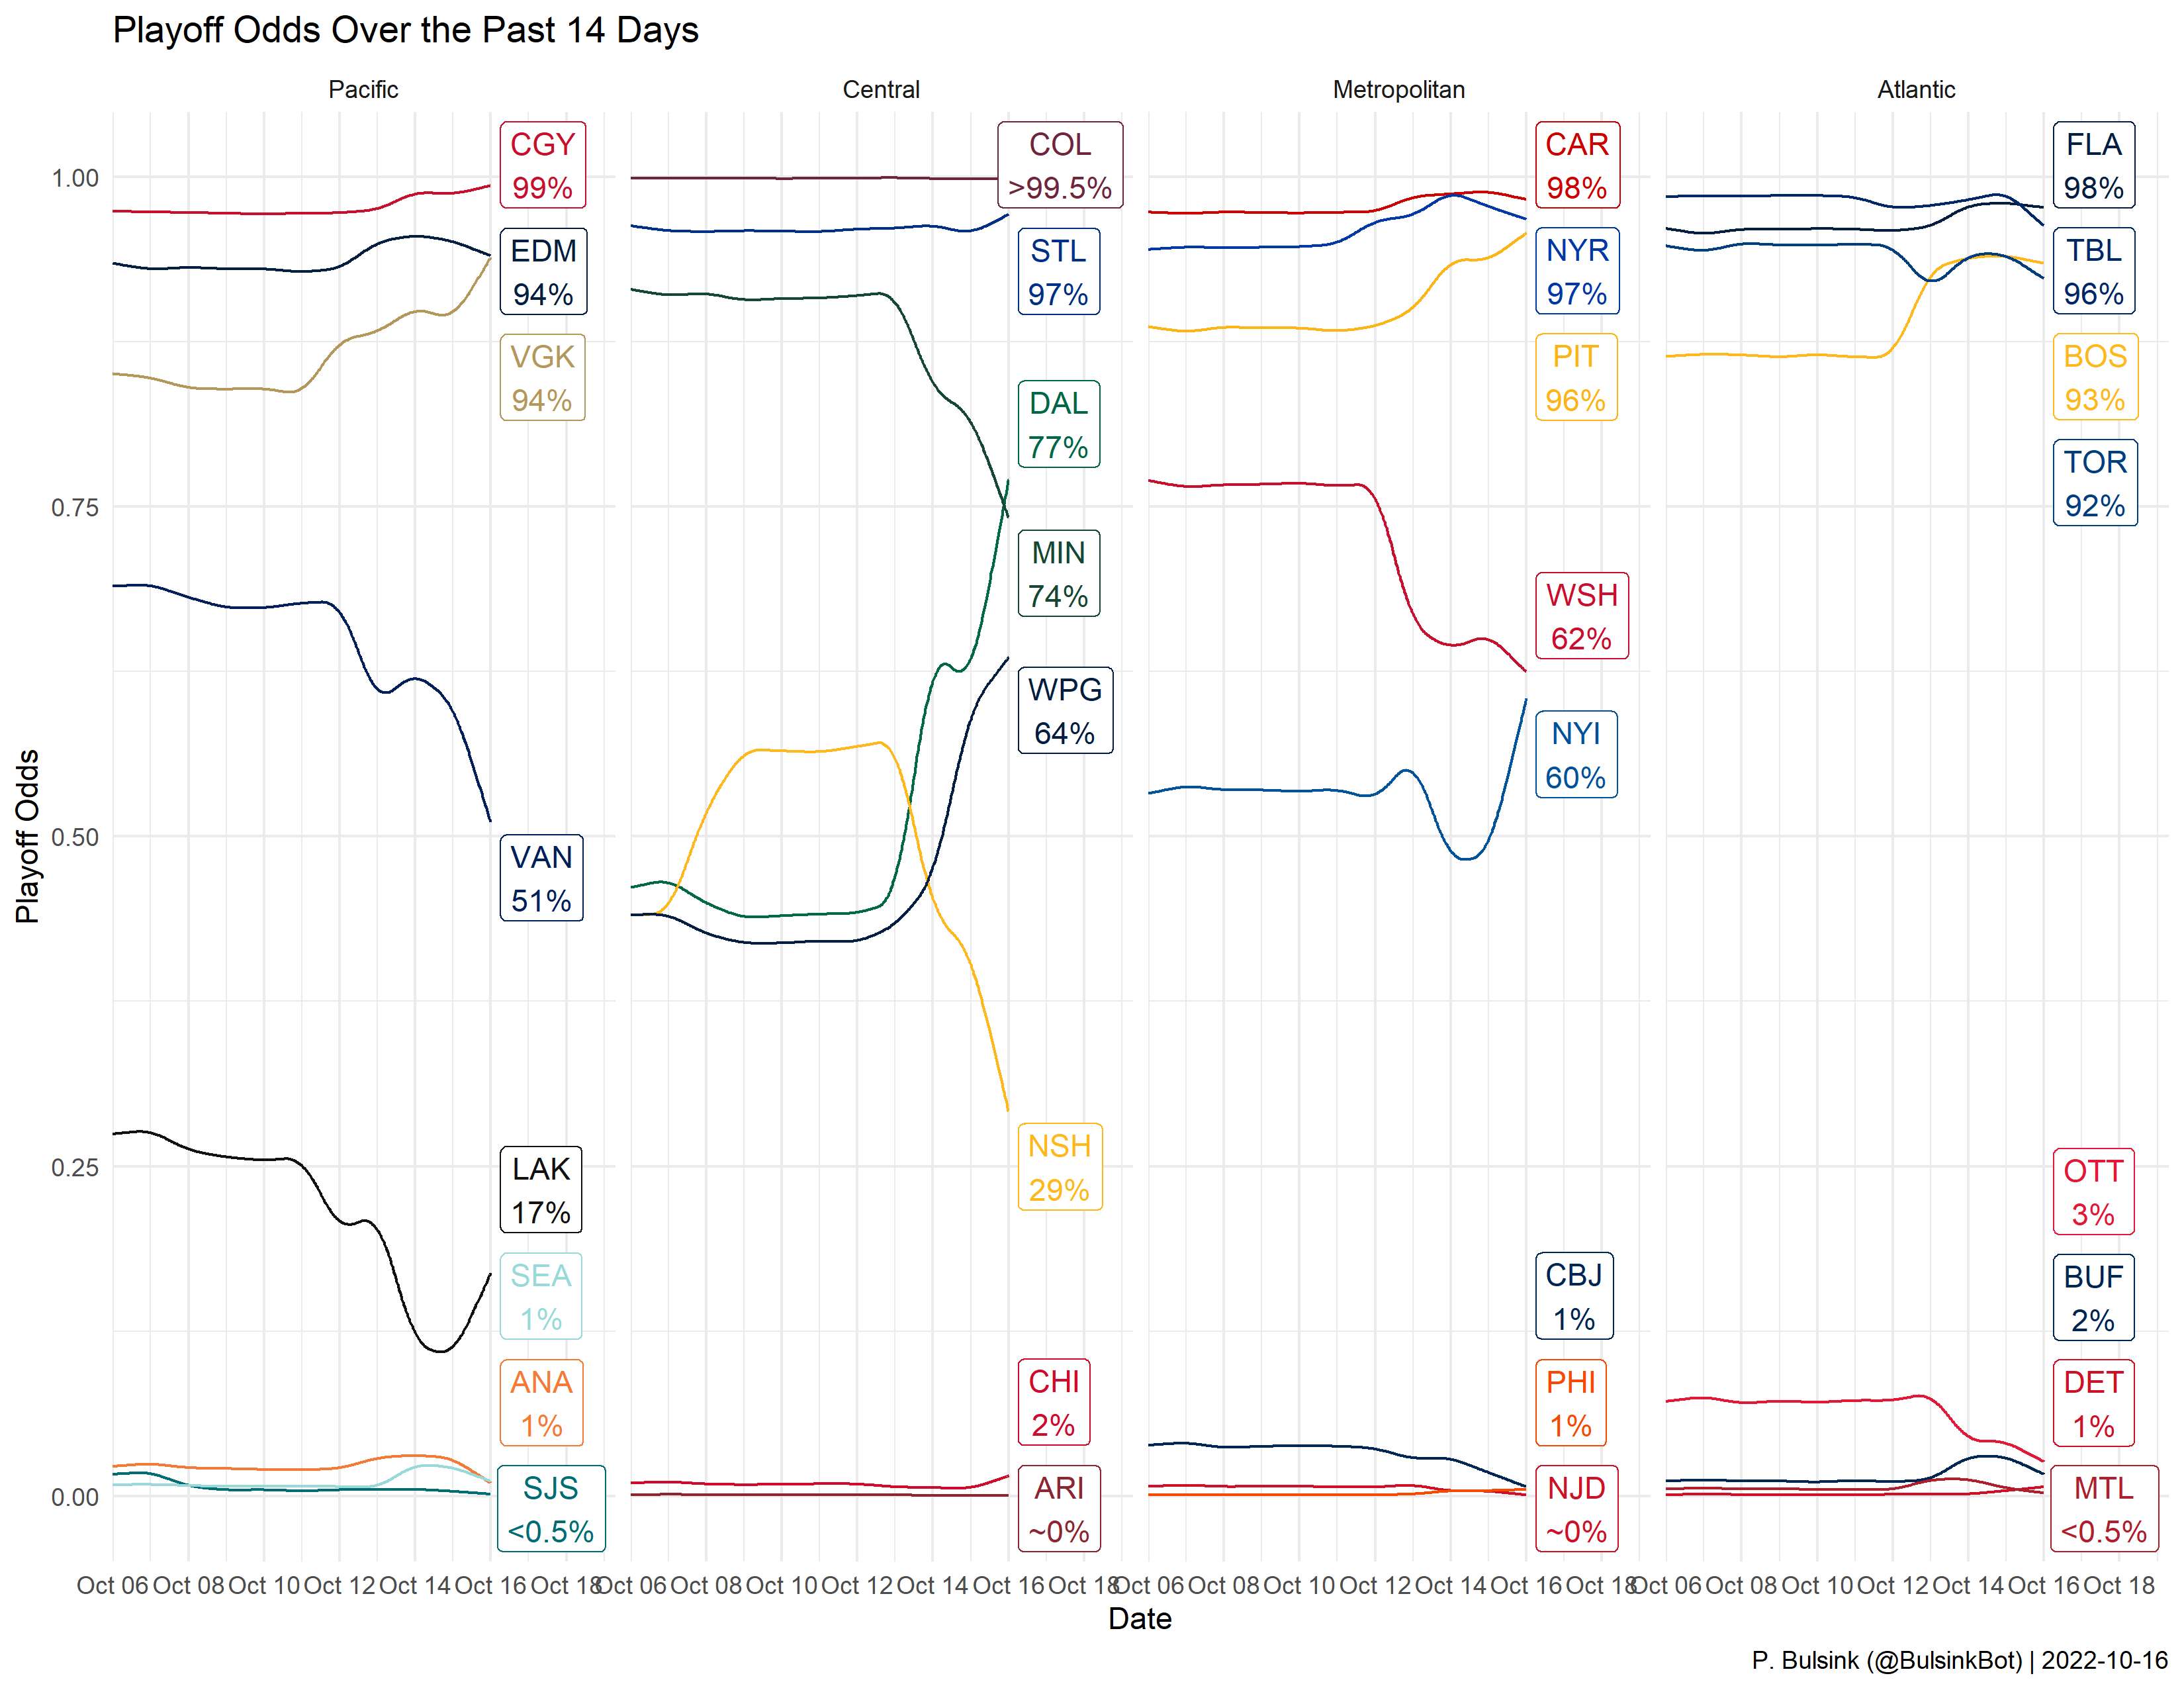 Playoff Odds Over the Past 14 Days
Pacific
Central
Metropolitan
Atlantic
Playoff Odds
1.00
0.75
0.50
0.25
0.00
CGY
99%
EDM
94%
VGK
94%
VAN
51%
LAK
17%
SEA
1%
ANA
1%
SJS
<0.5%
COL
>99.5%
STL
97%
DAL
77%
MIN
74%
WPG
64%
NSH
29%
CHI
2%
ARI
~0%
CAR
98%
NYR
97%
PIT
96%
WSH
62%
NYI
60%
CBJ
1%
PHI
1%
NJD
~0%
FLA
98%
TBL
96%
BOS
93%
TOR
92%
OTT
3%
BUF
2%
DET
1%
MTL
<0.5%
Oct 06 Oct 08 Oct 10 Oct 12 Oct 14 Oct 16 Oct 18 Oct 06 Oct 08 Oct 10 Oct 12 Oct 14 Oct 16 Oct 18 Oct 06 Oct 08 Oct 10 Oct 12 Oct 14 Oct 16 Oct 18 Oct 06 Oct 08 Oct 10 Oct 12 Oct 14 Oct 16 Oct 18
Date
P. Bulsink (@BulsinkBot) | 2022-10-16